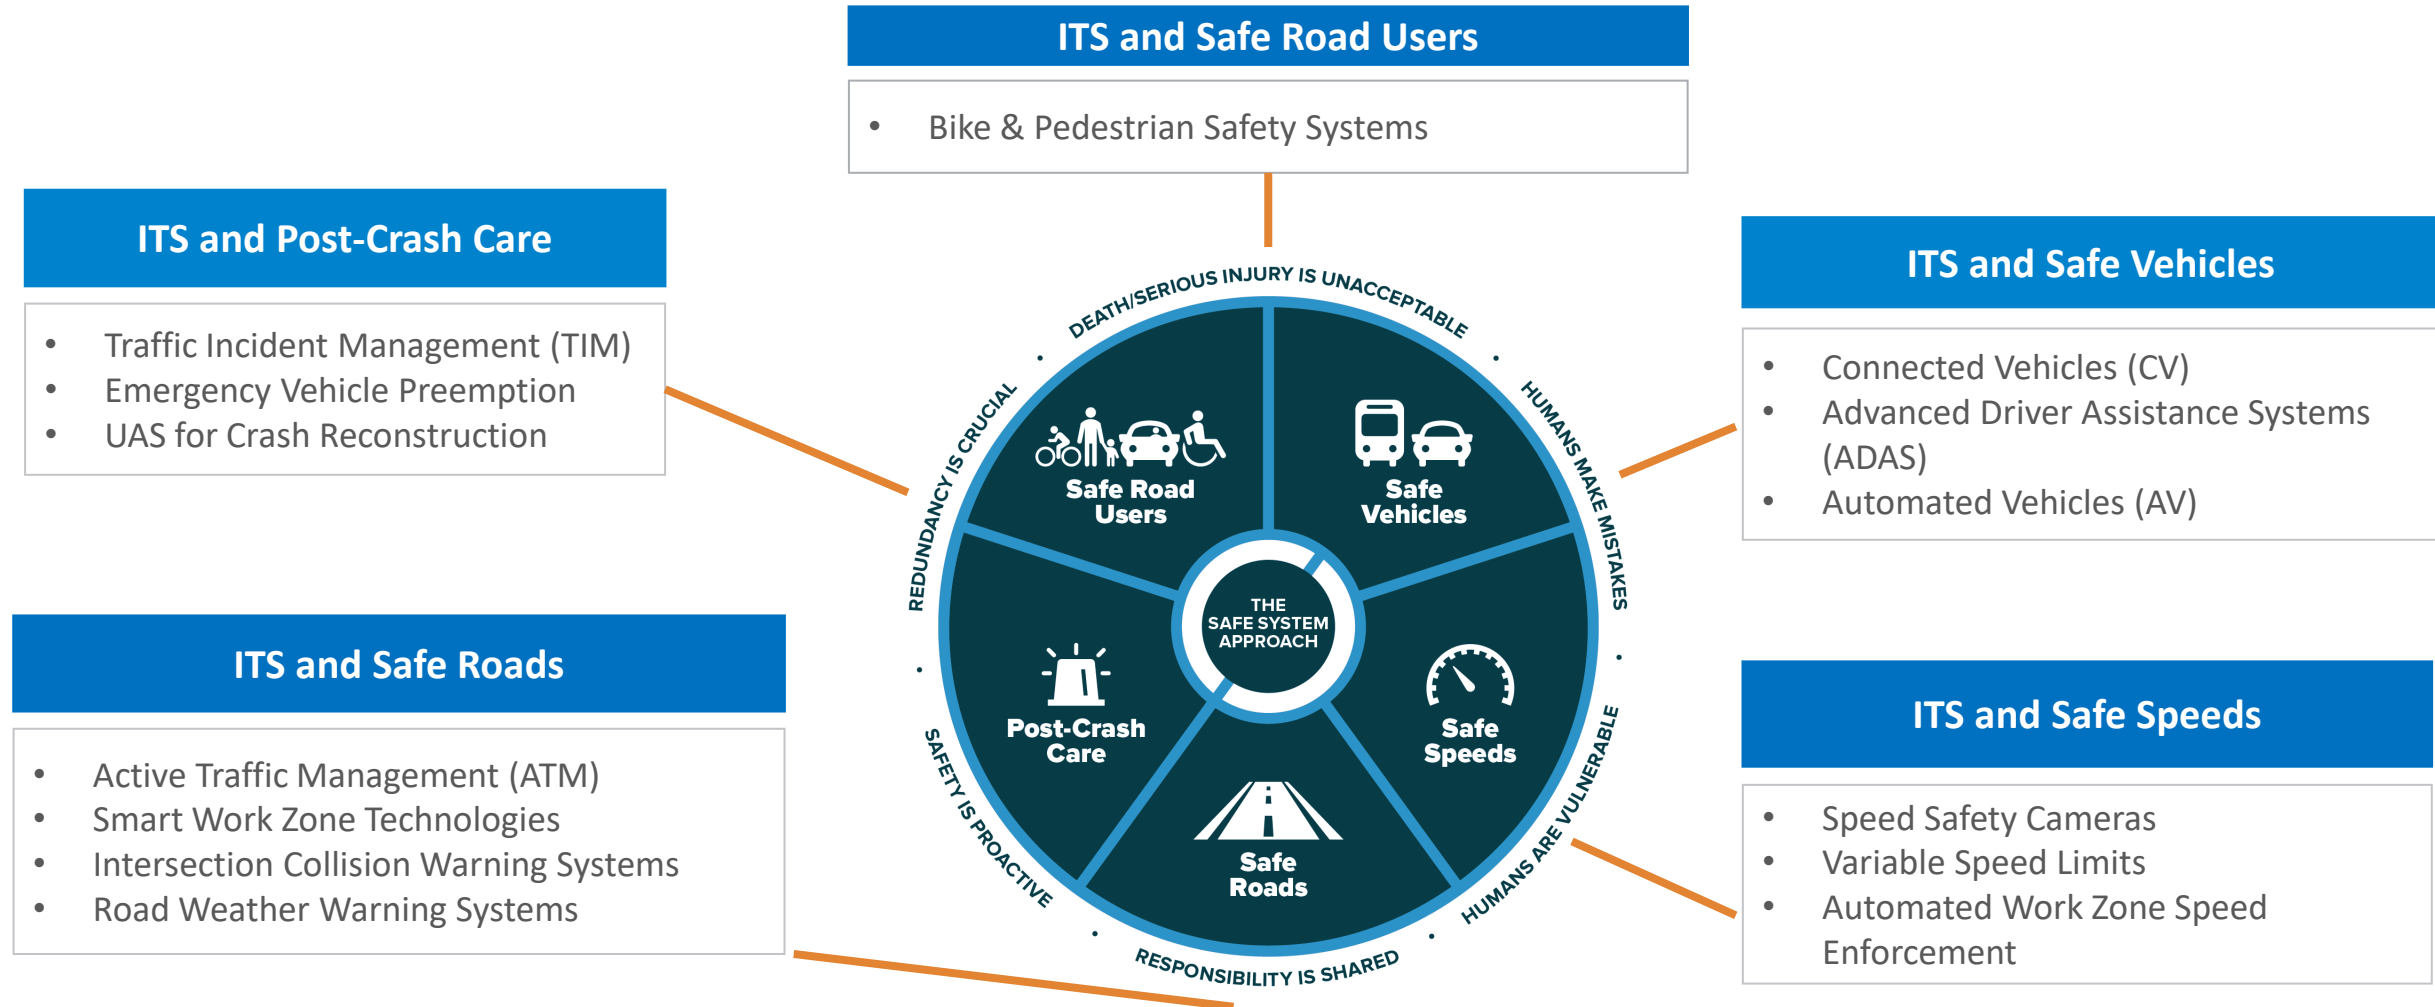 ITS and Safe Road Users
• Bike & Pedestrian Safety Systems
ITS and Post-Crash Care
• Traffic Incident Management (TIM)
• Emergency Vehicle Preemption
• UAS for Crash Reconstruction
ITS and Safe Vehicles
• Connected Vehicles (CV)
• Advanced Driver Assistance Systems
(ADAS)
• Automated Vehicles (AV)
ITS and Safe Roads
• Active Traffic Management (ATM)
• Smart Work Zone Technologies
• Intersection Collision Warning Systems
• Road Weather Warning Systems
ITS and Safe Speeds
• Speed Safety Cameras
• Variable Speed Limits
• Automated Work Zone Speed
Enforcement
DEATH/SERIOUS INJURY IS UNACCEPTABLE
HUMANS MAKE MISTAKES
HUMANS ARE VULNERABLE
RESPONSIBILITY IS SHARED
SAFETY IS PROACTIVE
REDUNDANCY IS CRUCIAL
Safe Road
Users
Safe
Vehicles
Safe
Speeds
Safe
Roads
Post-Crash
Care
THE
SAFE SYSTEM
APPROACH